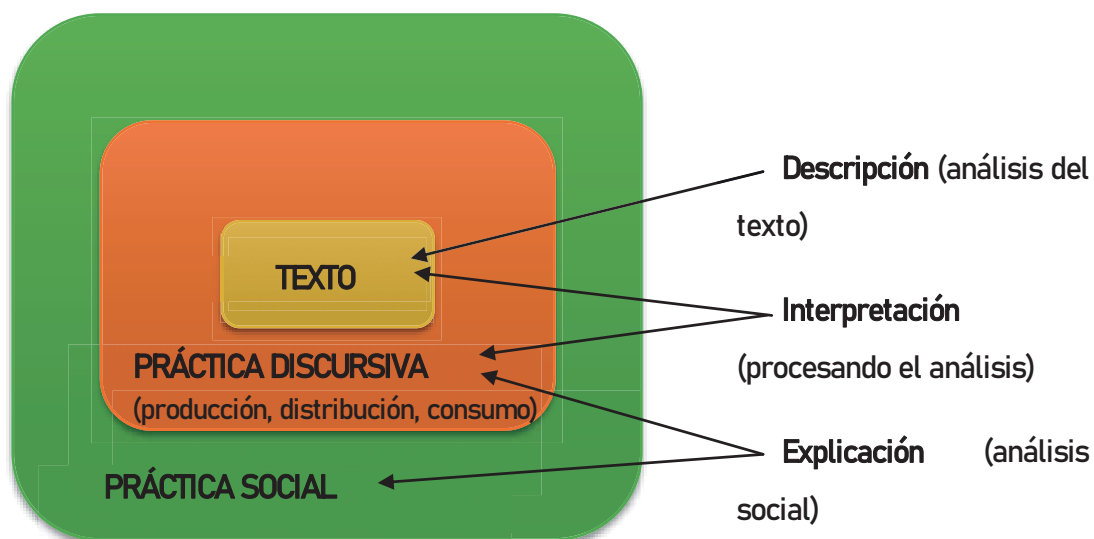 TEXTO
PRÁCTICA DISCURSIVA
(producción, distribución, consumo)
PRÁCTICA SOCIAL
Descripción (análisis del
texto)
Interpretación
(procesando el análisis)
Explicación (análisis
social)